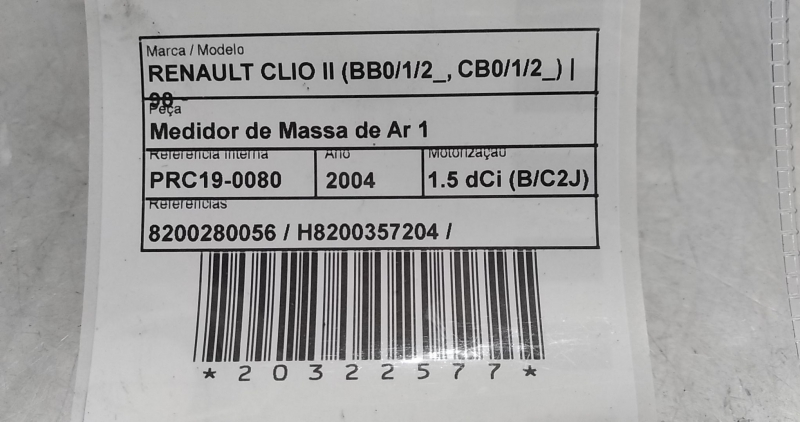 Marca / Modelo
RENAULT CLIO II (BB0/1/2_, CB0/1/2_) |
98 -
Peça
Medidor de Massa de Ar 1
Referencia Interna Ano Motorização
PRC19-0080 2004 1.5 dCi (B/C2J)
Referências
8200280056 / H8200357204 /
*20322577*